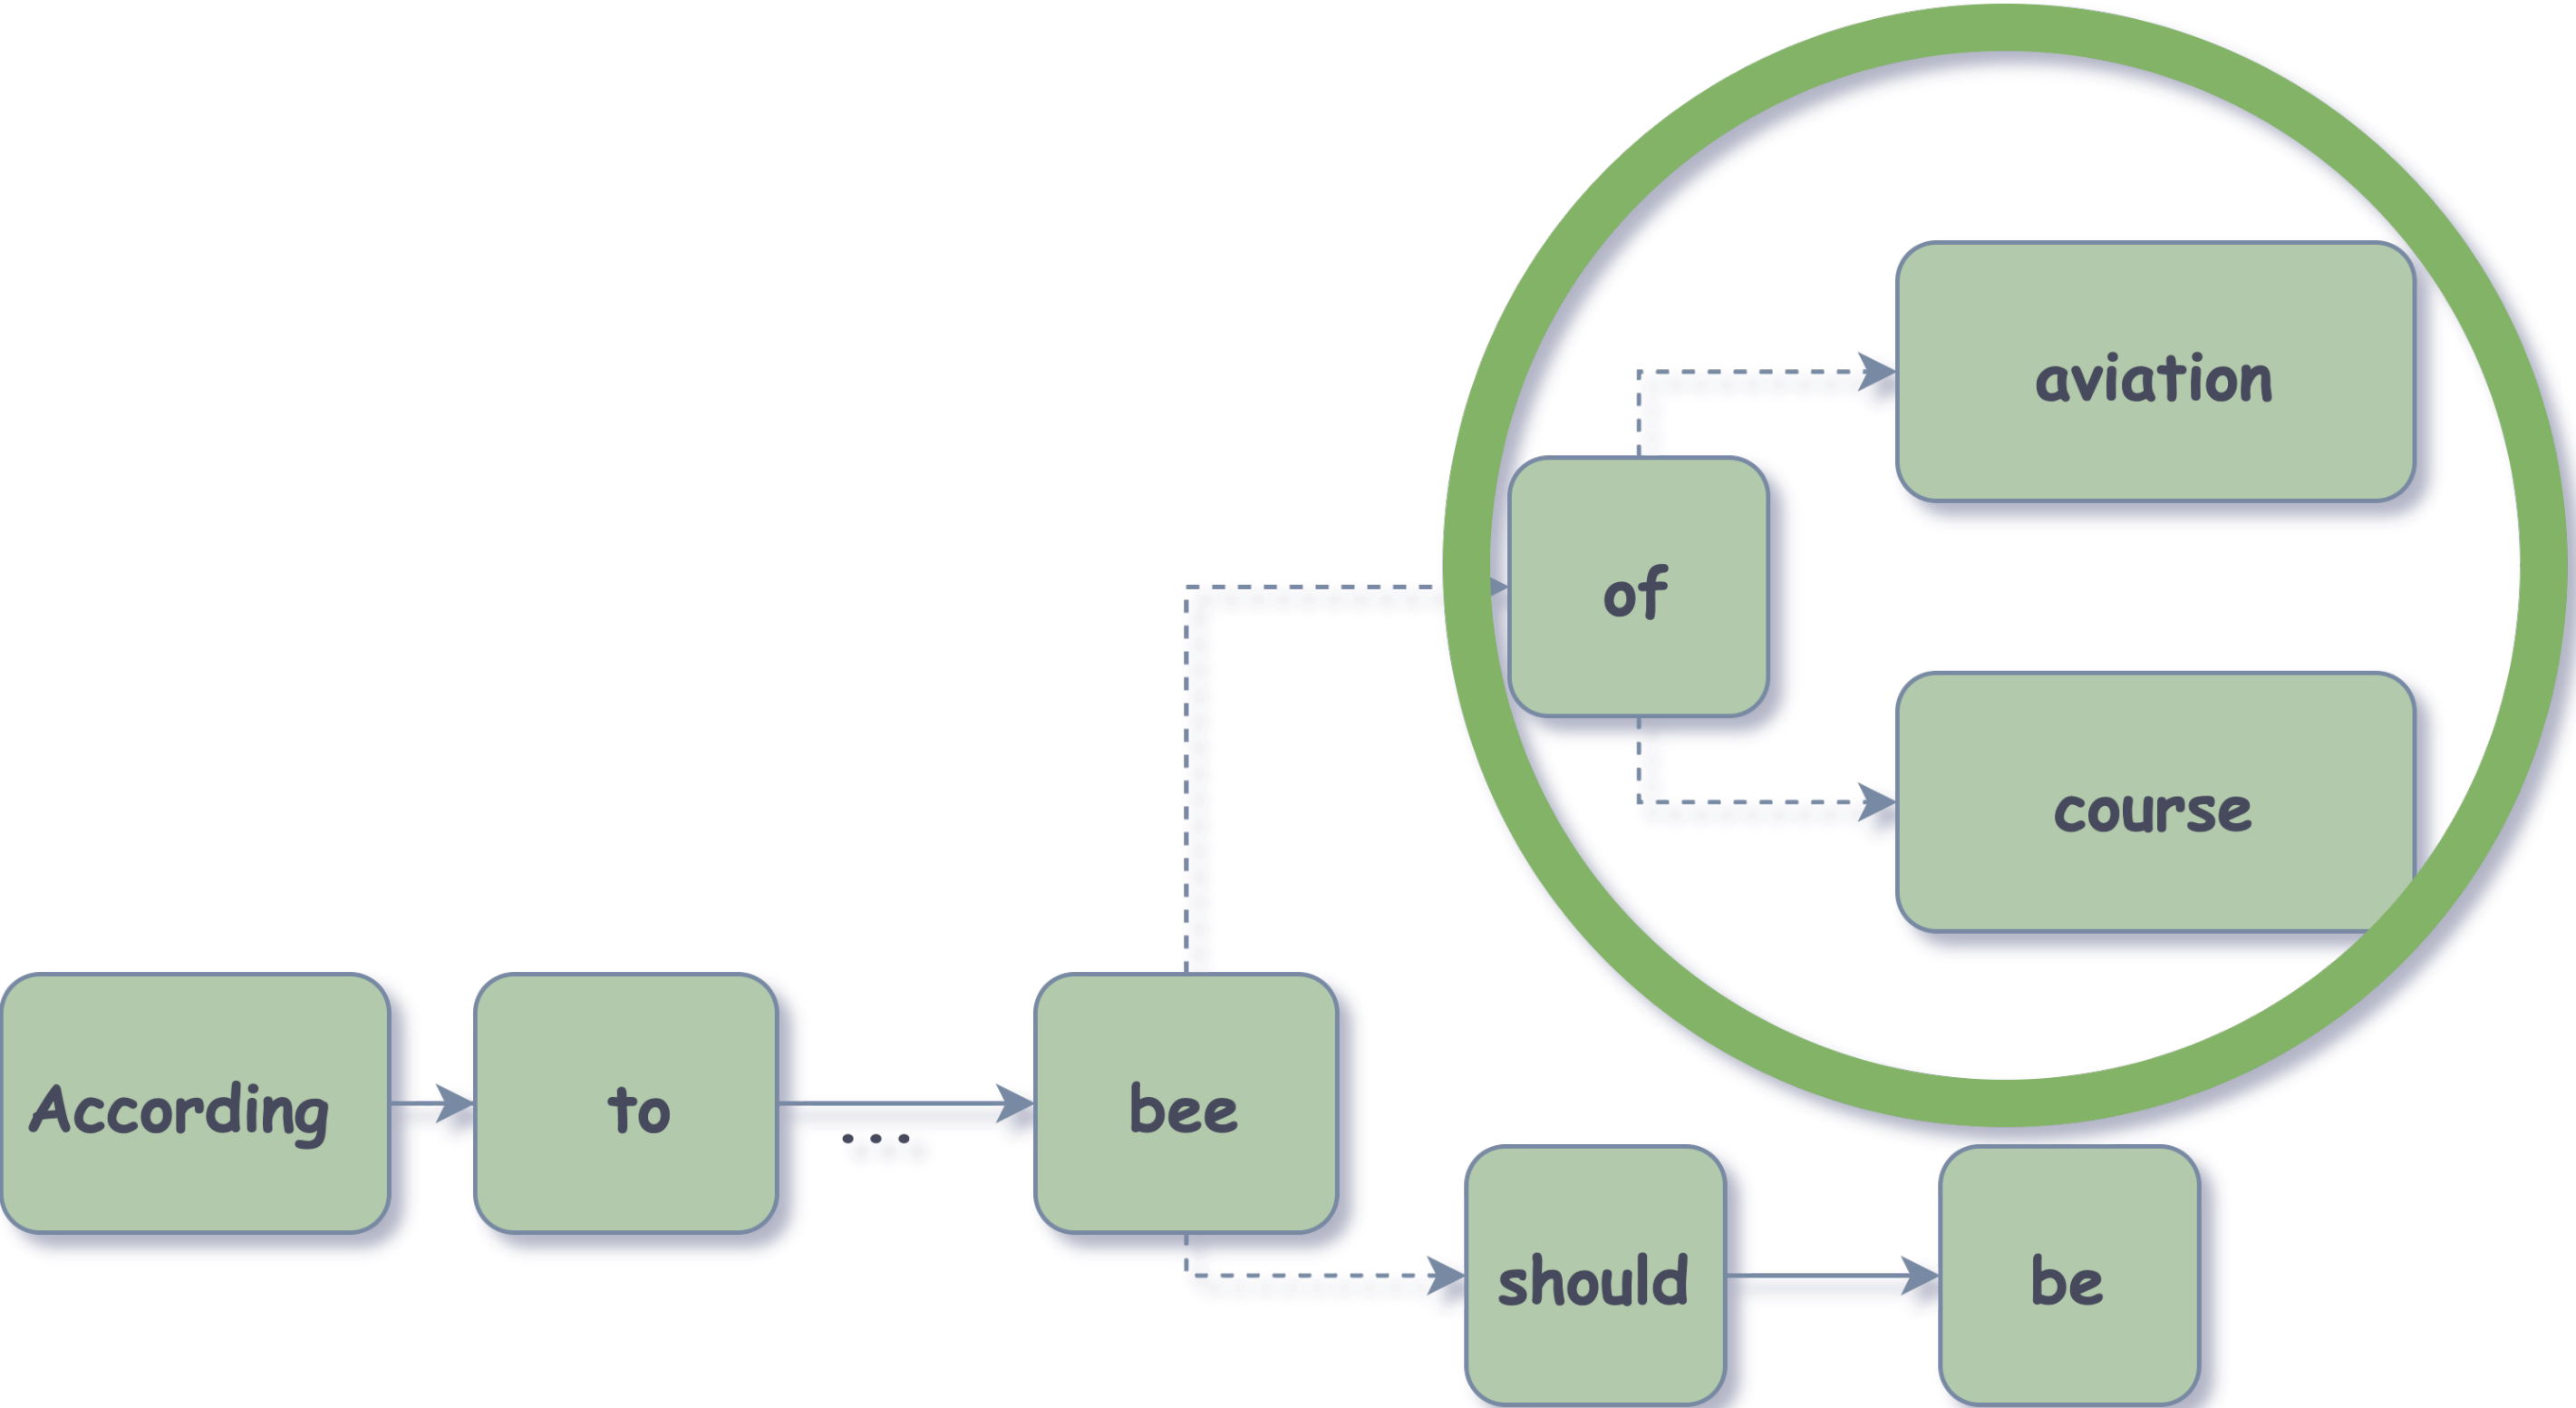 aviation
of
course
According
to
...
bee
should
be